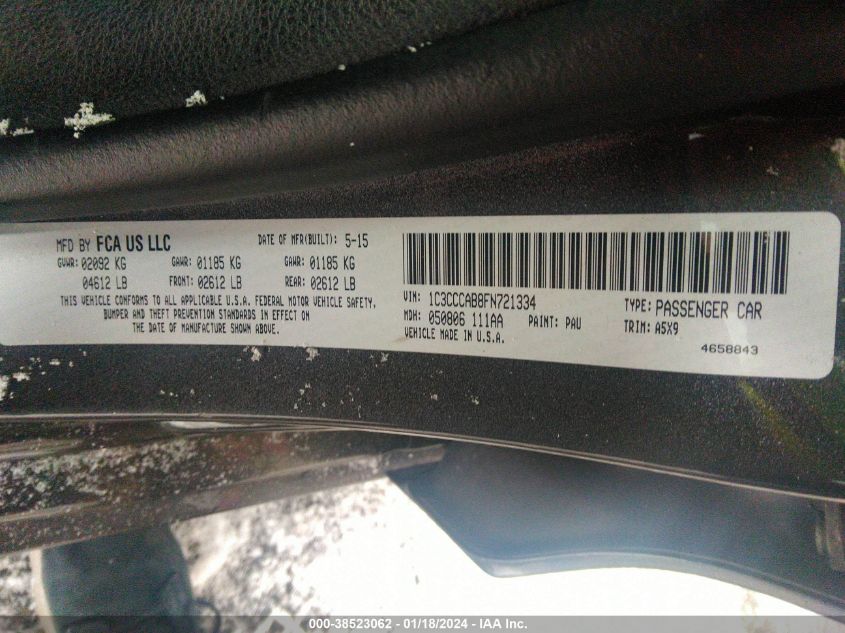 MFD BY FCA US LLC DATE OF MFR(BUILT): 5-15
GVWR: 02092 KG GAWR: 01185 KG GAWR: 01185 KG
04612 LB FRONT: 02612 LB REAR: 02612 LB
THIS VEHICLE CONFORMS TO ALL APPLICABLE U.S.A. FEDERAL MOTOR VEHICLE SAFETY,
BUMPER AND THEFT PREVENTION STANDARDS IN EFFECT ON
THE DATE OF MANUFACTURE SHOWN ABOVE.
VIN: 1C3CCCAB8FN721334 TYPE: PASSENGER CAR
MDH: 050806 111AA PAINT: PAU TRIM: A5X9
VEHICLE MADE IN U.S.A.
4658843
000-38523062 - 01/18/2024 - IAA Inc.